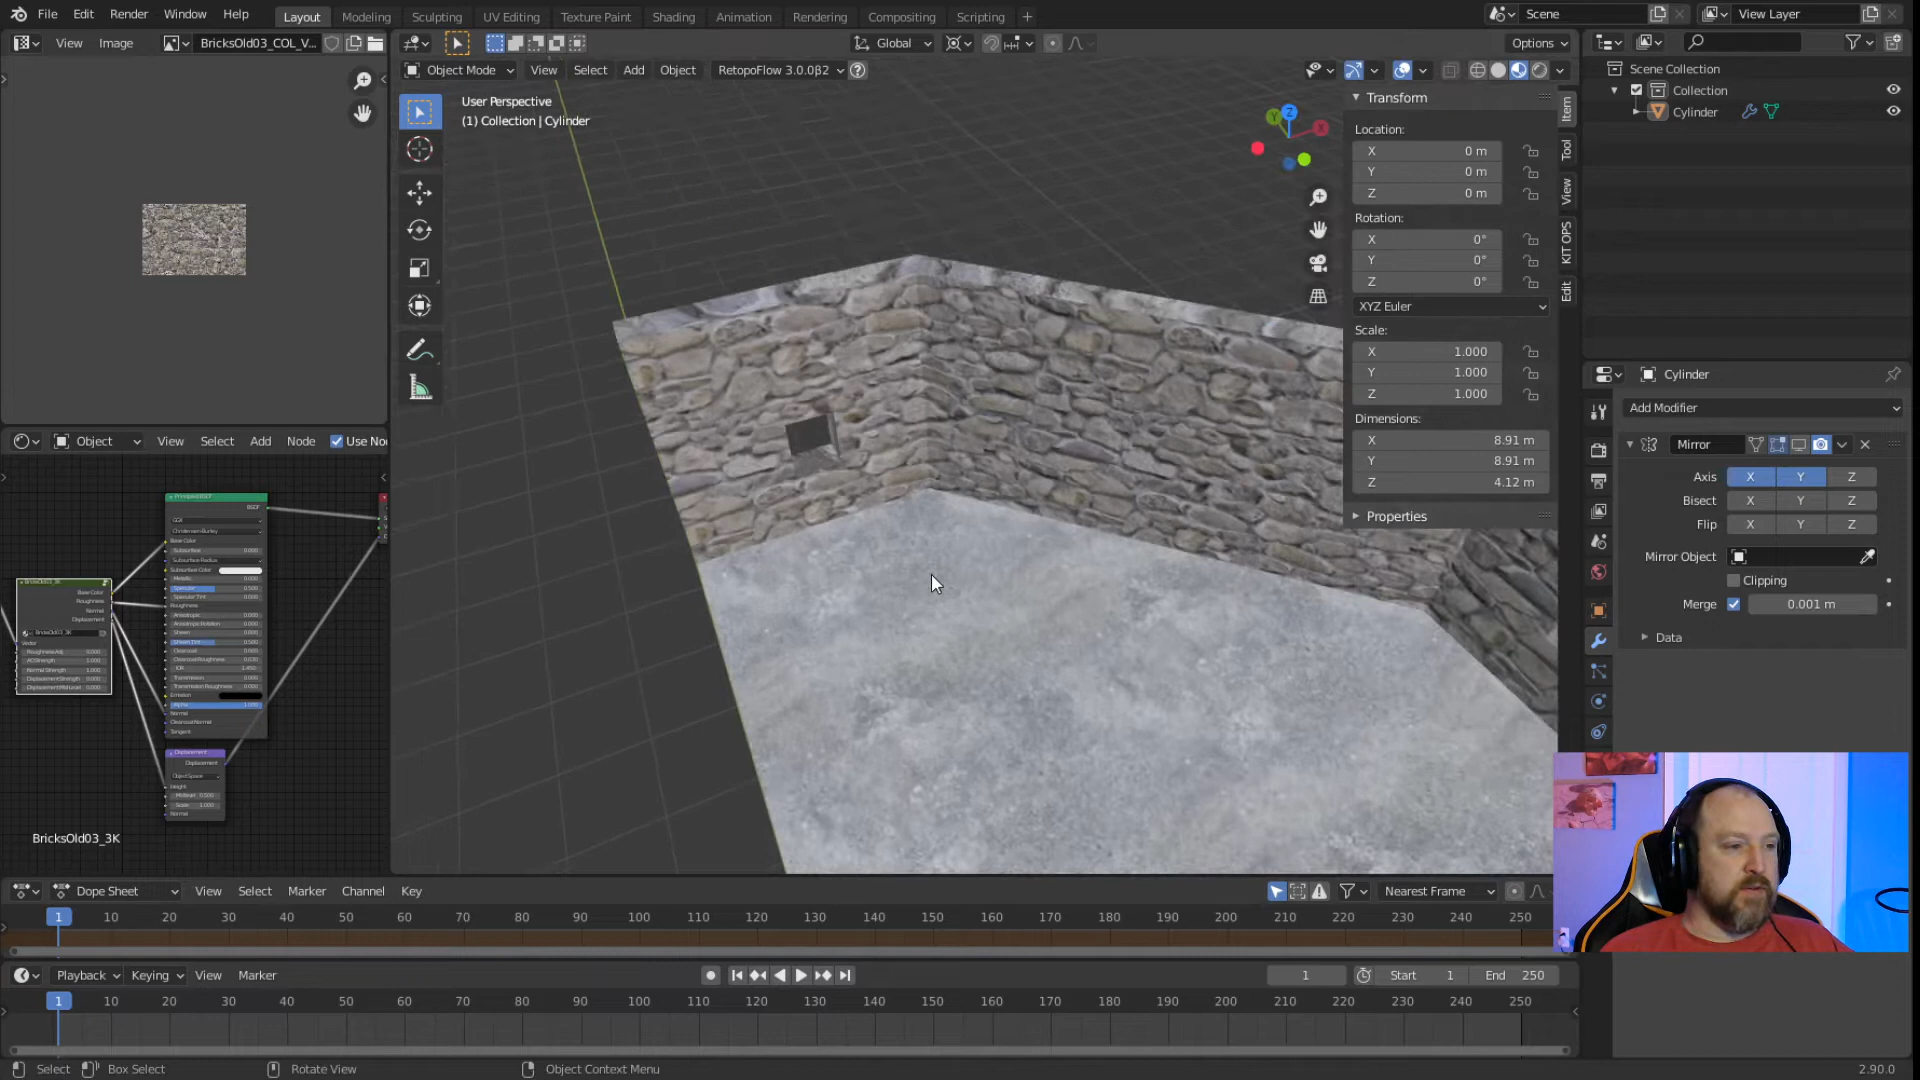 File Edit Render Window Help Layout Modeling Sculpting UV Editing Texture Paint Shading Animation Rendering Compositing Scripting + Scene View Layer
View Image BricksOld03_COL_V... Global Options
Object Mode View Select Add Object RetopoFlow 3.0.0β2
User Perspective
(1) Collection | Cylinder
Transform
Location:
X 0 m
Y 0 m
Z 0 m
Rotation:
X 0°
Y 0°
Z 0°
XYZ Euler
Scale:
X 1.000
Y 1.000
Z 1.000
Dimensions:
X 8.91 m
Y 8.91 m
Z 4.12 m
Properties
Item
Tool
View
KIT OPS
Edit
Scene Collection
Collection
Cylinder
Cylinder
Add Modifier
Mirror
Axis X Y Z
Bisect X Y Z
Flip X Y Z
Mirror Object
Clipping
Merge 0.001 m
Data
Object View Select Add Node Use No
Base Color
Roughness
Normal
Displacement
BricksOld03_3K
BricksOld03_3K
Dope Sheet View Select Marker Channel Key Nearest Frame
1 10 20 30 40 50 60 70 80 90 100 110 120 130 140 150 160 170 180 190 200 210 220 230 240 250
Playback Keying View Marker 1 Start 1 End 250
1 10 20 30 40 50 60 70 80 90 100 110 120 130 140 150 160 170 180 190 200 210 220 230 240 250
Select Box Select Rotate View Object Context Menu 2.90.0